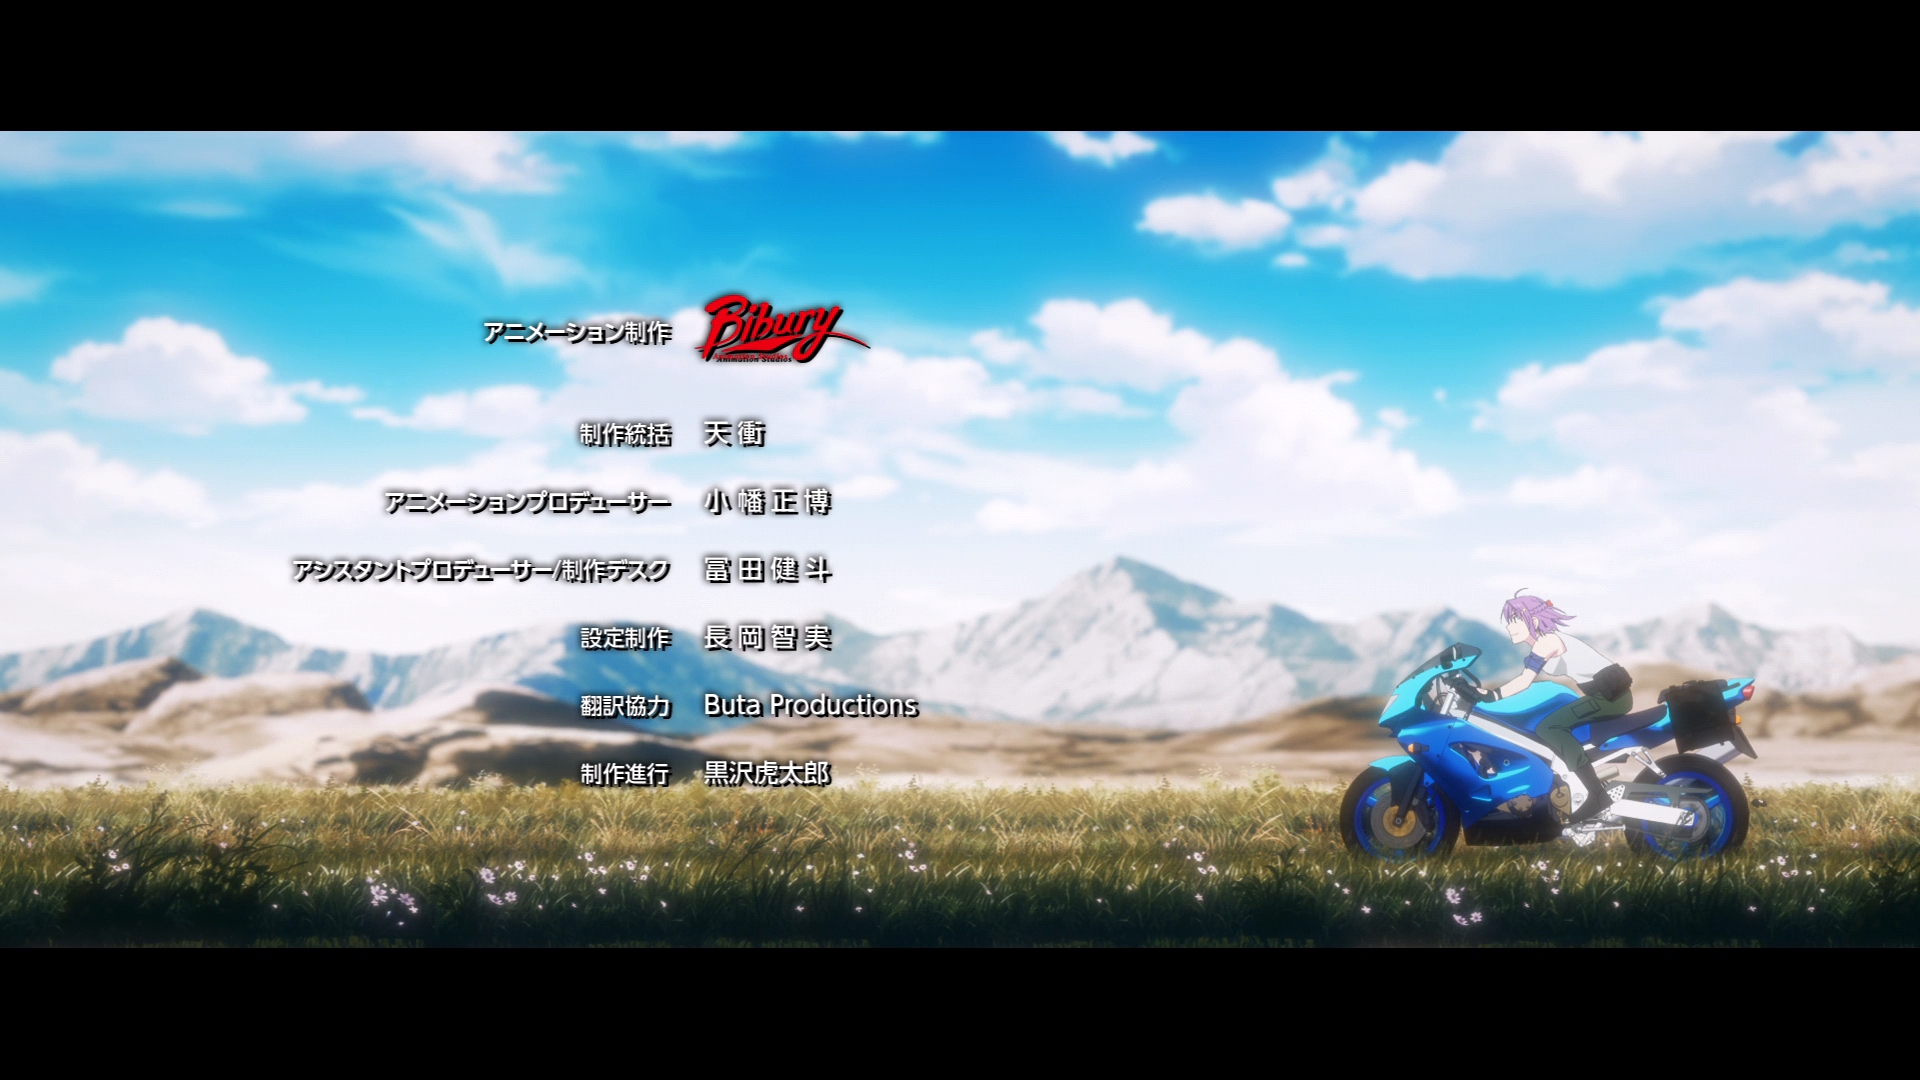 アニメーション制作 Bibury Animation Studios
制作統括 天衝
アニメーションプロデューサー 小幡正博
アシスタントプロデューサー/制作デスク 冨田健斗
設定制作 長岡智実
翻訳協力 Buta Productions
制作進行 黒沢虎太郎